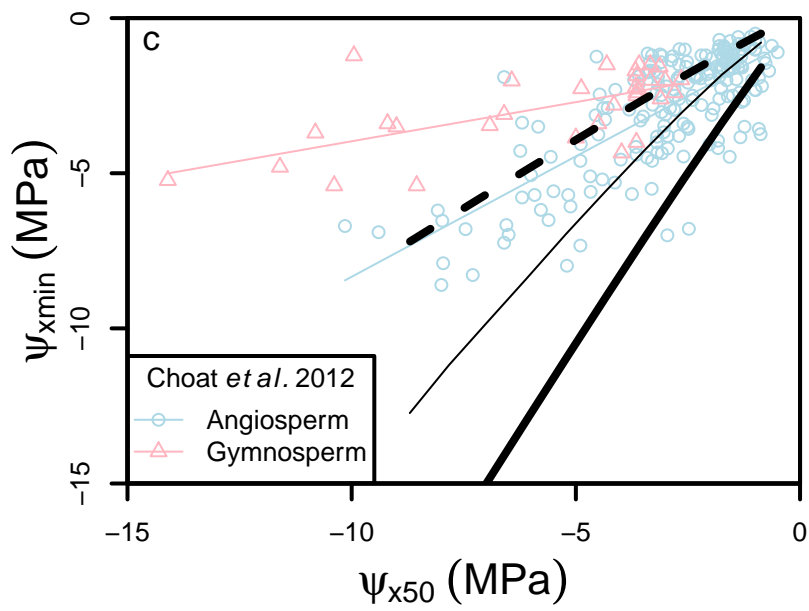 c
0
−5
−10
−15
ψxmin (MPa)
Choat et al. 2012
Angiosperm
Gymnosperm
−15
−10
−5
0
ψx50 (MPa)